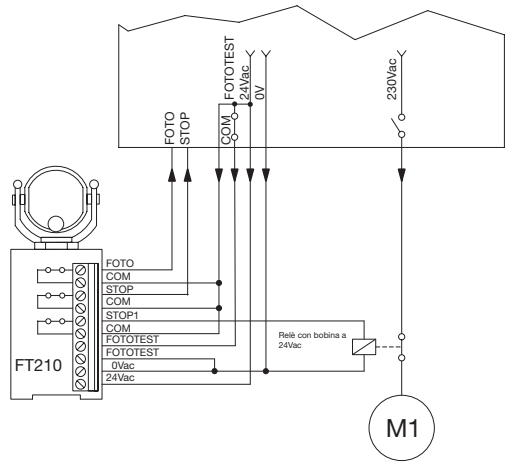 FOTOTEST
24Vac
0V
230Vac
FOTO
STOP
COM
FOTO
COM
STOP
COM
STOP1
COM
FOTOTEST
FOTOTEST
0Vac
24Vac
FT210
Relè con bobina a
24Vac
M1